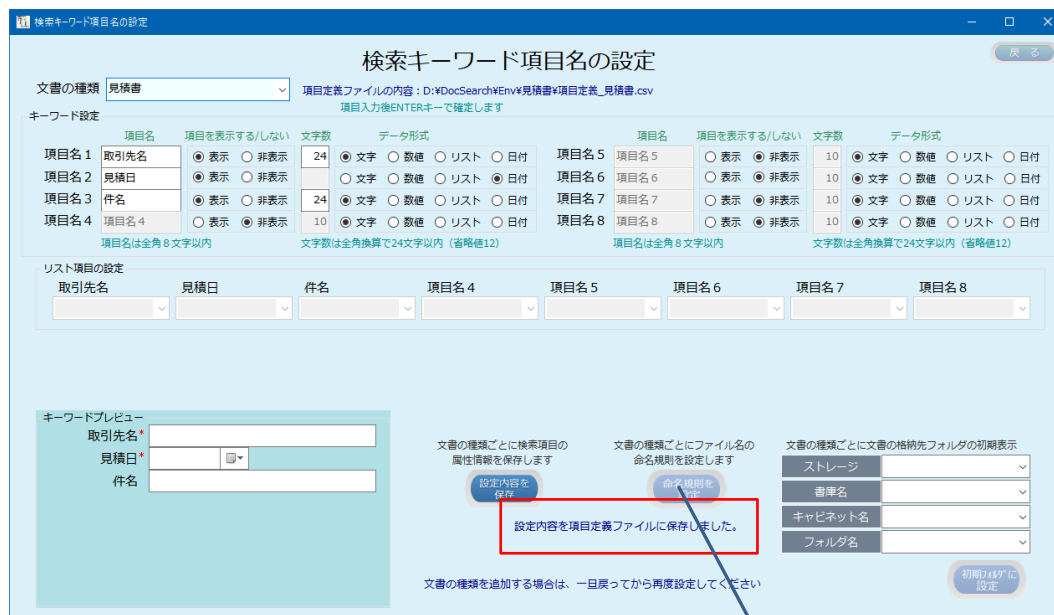 検索キーワード項目名の設定
検索キーワード項目名の設定
戻 る
文書の種類 見積書
項目定義ファイルの内容：D:¥DocSearch¥Env¥見積書¥項目定義_見積書.csv
項目入力後ENTERキーで確定します
キーワード設定
項目名 項目を表示する/しない 文字数 データ形式 項目名 項目を表示する/しない 文字数 データ形式
項目名１ 取引先名 表示 非表示 24 文字 数値 リスト 日付 項目名５ 項目名５ 表示 非表示 10 文字 数値 リスト 日付
項目名２ 見積日 表示 非表示 文字 数値 リスト 日付 項目名６ 項目名６ 表示 非表示 10 文字 数値 リスト 日付
項目名３ 件名 表示 非表示 24 文字 数値 リスト 日付 項目名７ 項目名７ 表示 非表示 10 文字 数値 リスト 日付
項目名４ 項目名４ 表示 非表示 10 文字 数値 リスト 日付 項目名８ 項目名８ 表示 非表示 10 文字 数値 リスト 日付
項目名は全角８文字以内 文字数は全角換算で24文字以内（省略値12） 項目名は全角８文字以内 文字数は全角換算で24文字以内（省略値12）
リスト項目の設定
取引先名 見積日 件名 項目名４ 項目名５ 項目名６ 項目名７ 項目名８
キーワードプレビュー
取引先名*
見積日*
件名
文書の種類ごとに検索項目の
属性情報を保存します
設定内容を
保存
文書の種類ごとにファイル名の
命名規則を設定します
命名規則を
設定
設定内容を項目定義ファイルに保存しました。
文書の種類を追加する場合は、一旦戻ってから再度設定してください
文書の種類ごとに文書の格納先フォルダの初期表示
ストレージ
書庫名
キャビネット名
フォルダ名
初期ﾌｫﾙﾀﾞに
設定